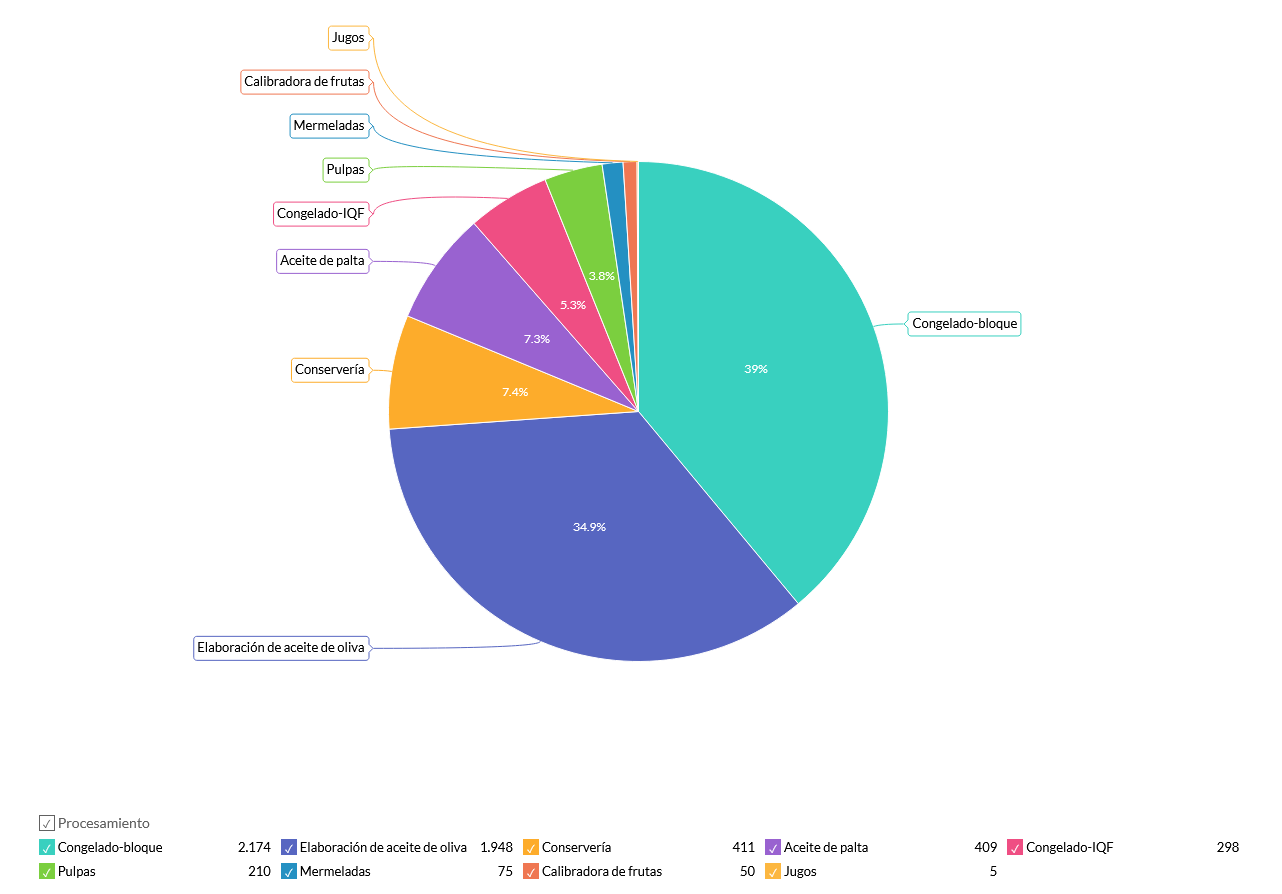 Jugos
Calibradora de frutas
Mermeladas
Pulpas
Congelado-IQF
Aceite de palta
Congelado-bloque
Conservería
Elaboración de aceite de oliva
3.8%
5.3%
7.3%
39%
7.4%
34.9%
Procesamiento
Congelado-bloque 2.174 Elaboración de aceite de oliva 1.948 Conservería 411 Aceite de palta 409 Congelado-IQF 298
Pulpas 210 Mermeladas 75 Calibradora de frutas 50 Jugos 5